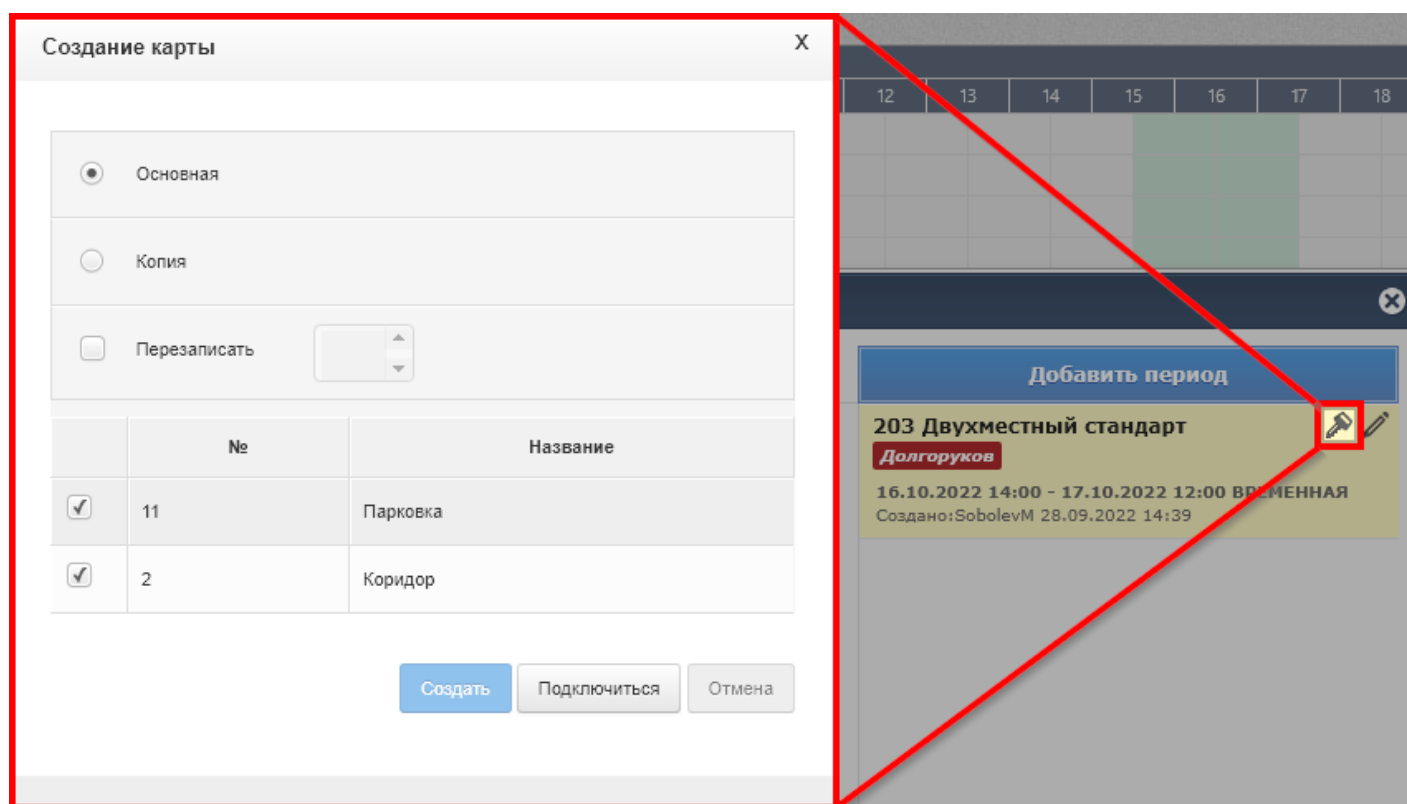 Создание карты X
Основная
Копия
Перезаписать
№ Название
11 Парковка
2 Коридор
Создать Подключиться Отмена
12 13 14 15 16 17 18
Добавить период
203 Двухместный стандарт
Долгоруков
16.10.2022 14:00 - 17.10.2022 12:00 ВРЕМЕННАЯ
Создано:SobolevM 28.09.2022 14:39